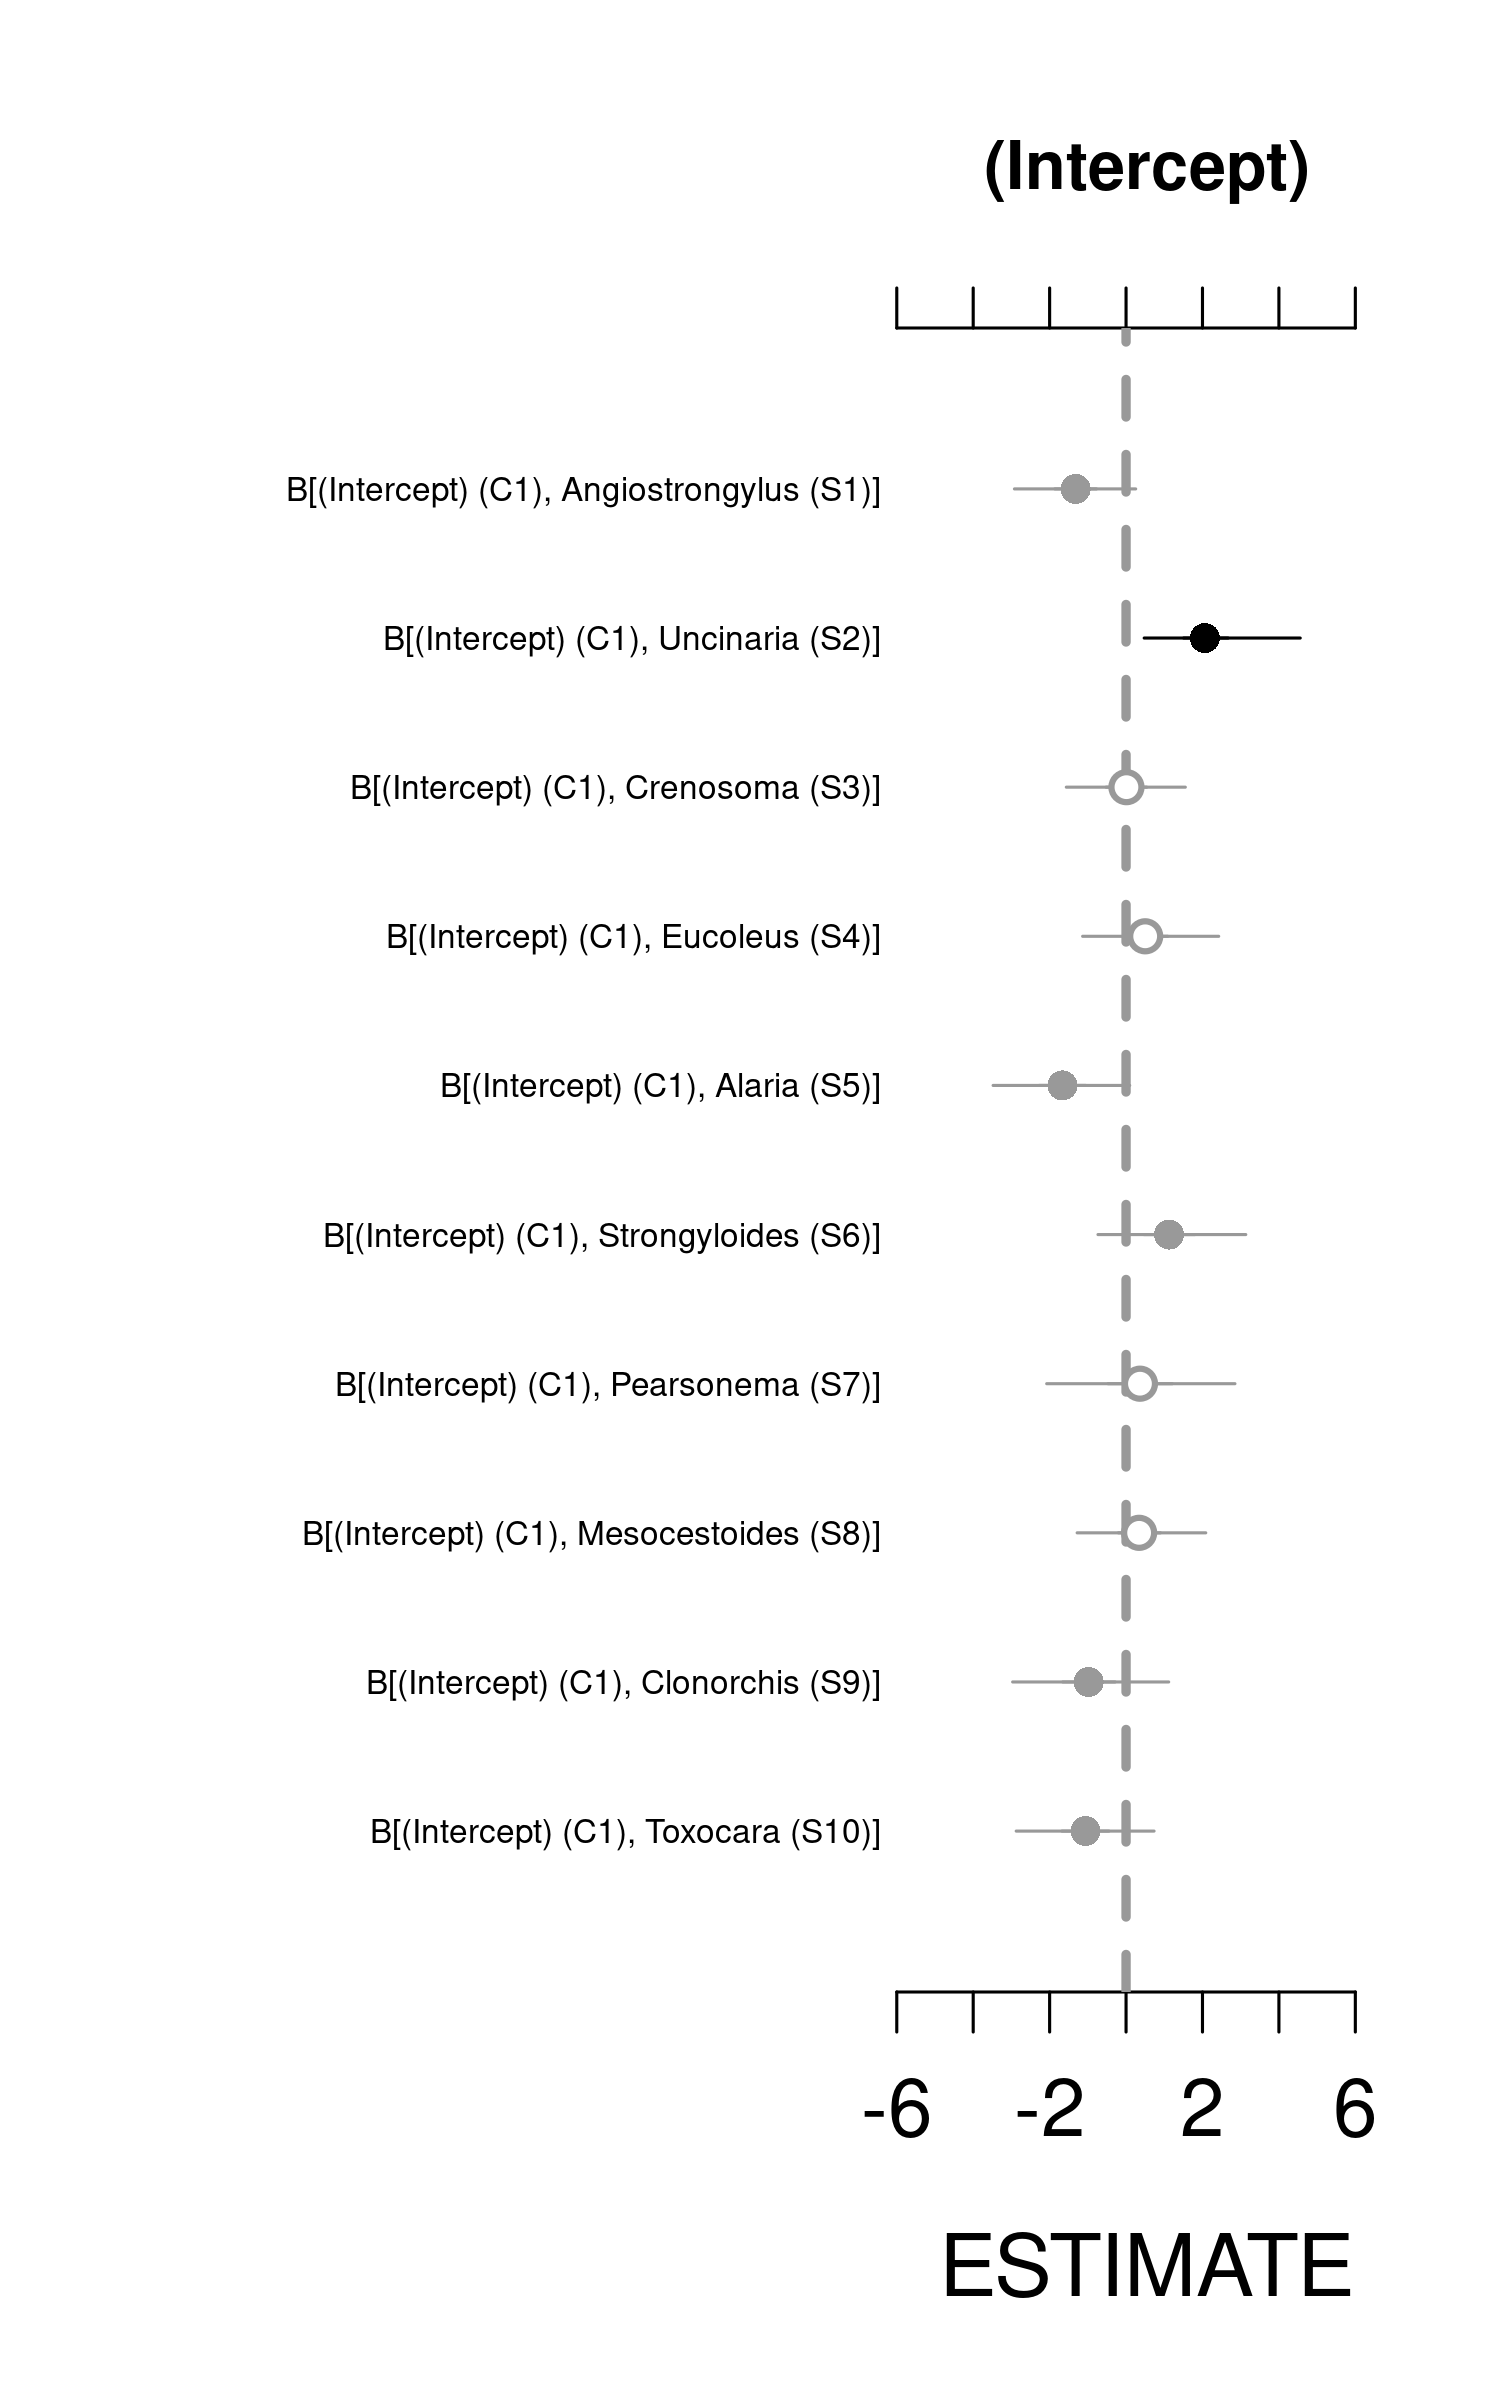 (Intercept)
B[(Intercept) (C1), Angiostrongylus (S1)]
B[(Intercept) (C1), Uncinaria (S2)]
B[(Intercept) (C1), Crenosoma (S3)]
B[(Intercept) (C1), Eucoleus (S4)]
B[(Intercept) (C1), Alaria (S5)]
B[(Intercept) (C1), Strongyloides (S6)]
B[(Intercept) (C1), Pearsonema (S7)]
B[(Intercept) (C1), Mesocestoides (S8)]
B[(Intercept) (C1), Clonorchis (S9)]
B[(Intercept) (C1), Toxocara (S10)]
-6 -2 2 6
ESTIMATE